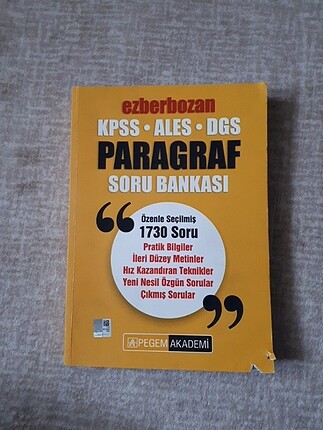 ezberbozan
KPSS • ALES • DGS
PARAGRAF
SORU BANKASI
Özenle Seçilmiş
1730 Soru
Pratik Bilgiler
İleri Düzey Metinler
Hız Kazandıran Teknikler
Yeni Nesil Özgün Sorular
Çıkmış Sorular
PEGEM AKADEMİ